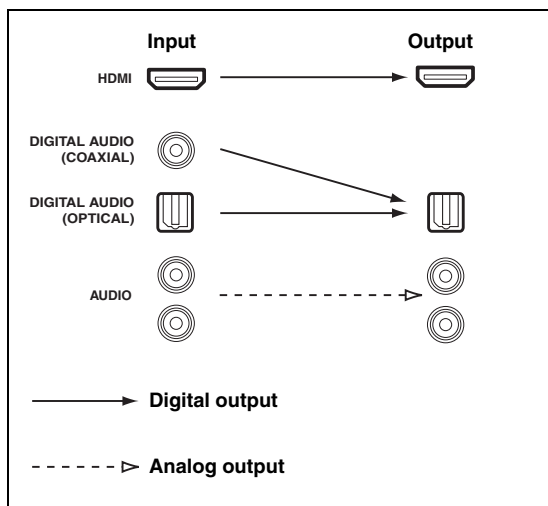 Input Output
HDMI
DIGITAL AUDIO
(COAXIAL)
DIGITAL AUDIO
(OPTICAL)
AUDIO
Digital output
Analog output